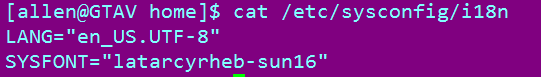 [allen@GTAV home]$ cat /etc/sysconfig/i18n
LANG="en_US.UTF-8"
SYSFONT="latarcyrheb-sun16"